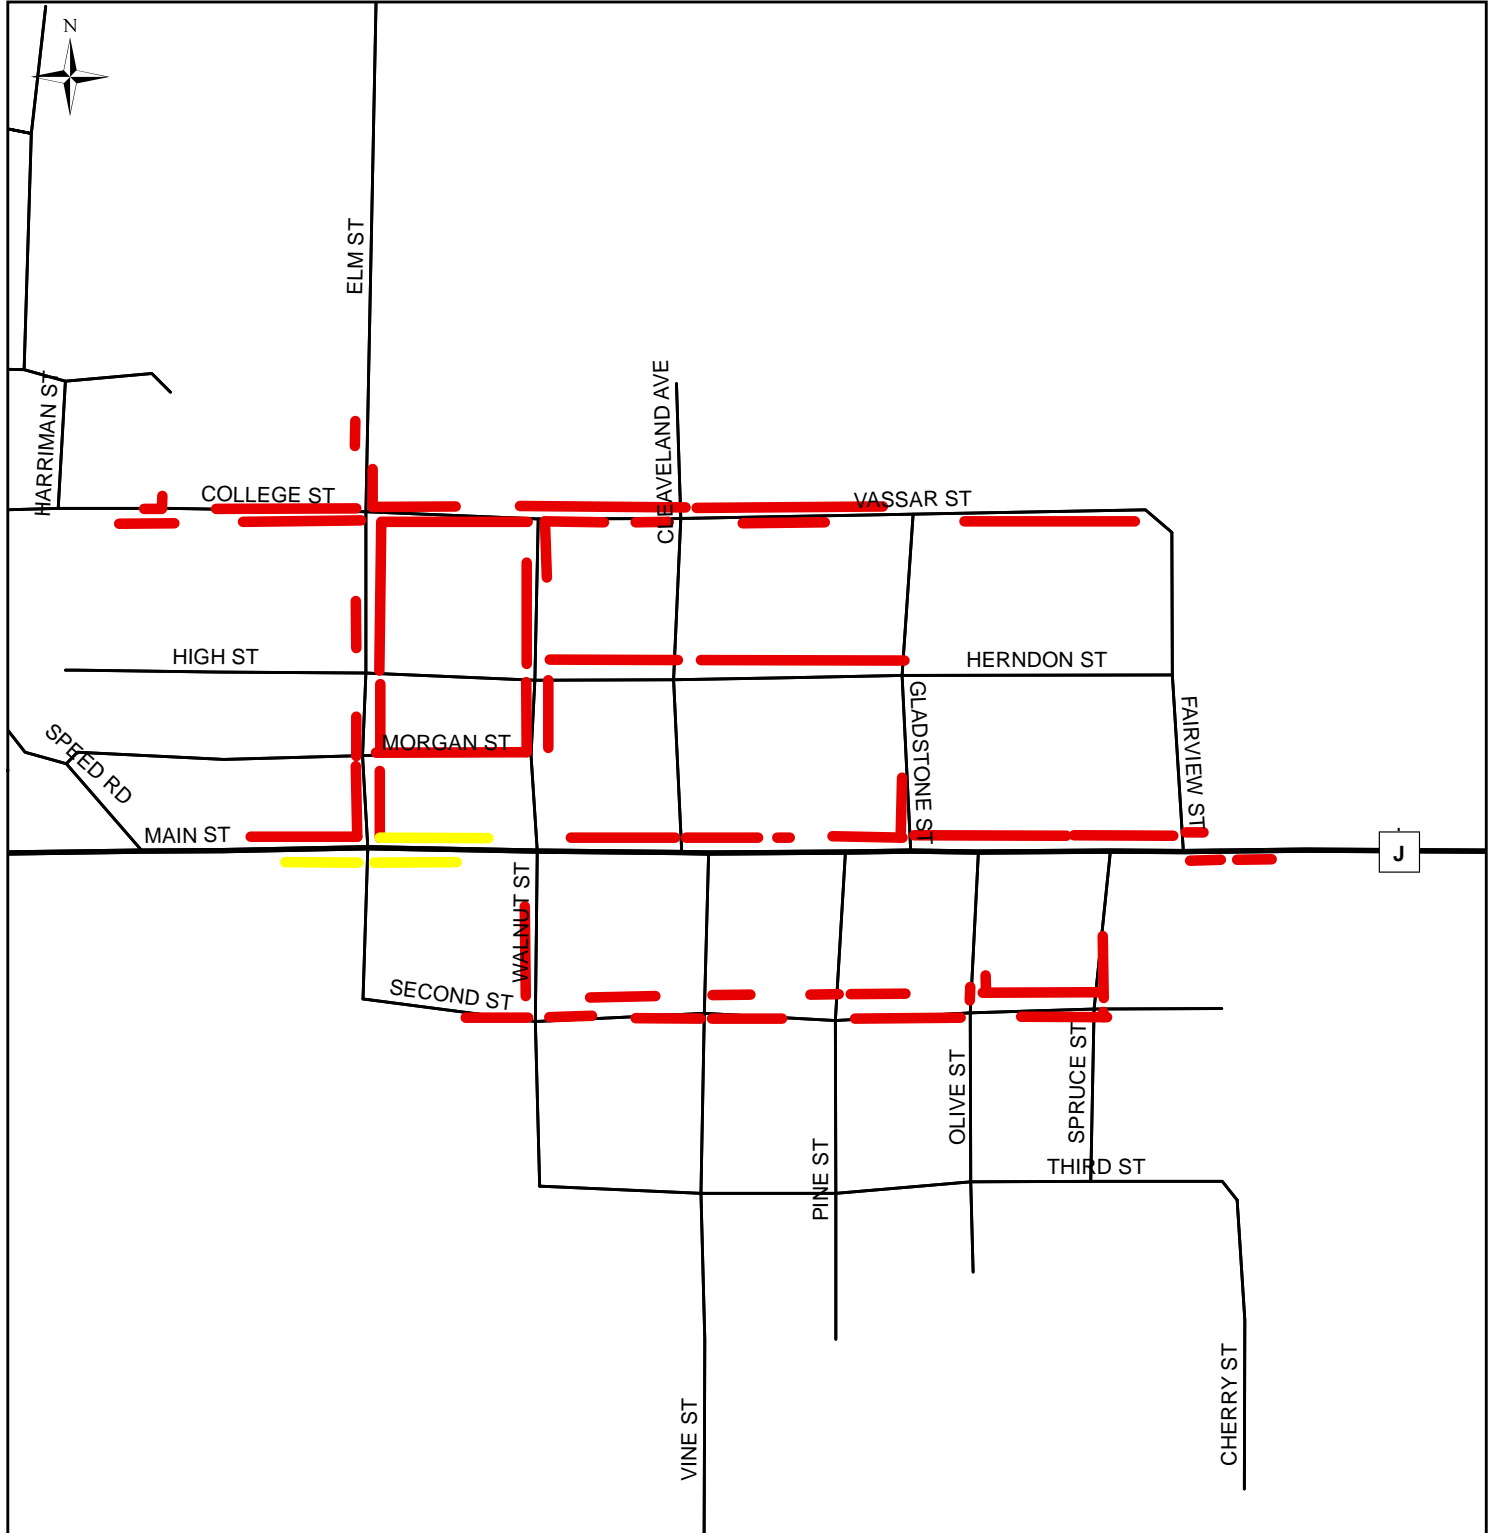 N
ELM ST
CLEAVELAND AVE
HARRIMAN ST
COLLEGE ST
VASSAR ST
HIGH ST
HERNDON ST
GLADSTONE ST
FAIRVIEW ST
SPEED RD
MORGAN ST
MAIN ST
J
WALNUT ST
SECOND ST
OLIVE ST
SPRUCE ST
PINE ST
THIRD ST
VINE ST
CHERRY ST